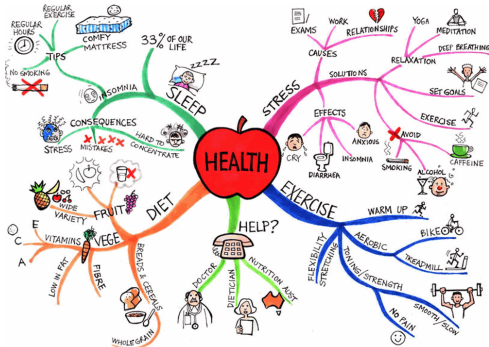 HEALTH
SLEEP
33% OF OUR
LIFE
ZZZZ
INSOMNIA
TIPS
REGULAR
EXERCISE
REGULAR
HOURS
COMFY
MATTRESS
NO SMOKING
CONSEQUENCES
STRESS
MISTAKES
HARD TO
CONCENTRATE
STRESS
CAUSES
EXAMS
WORK
RELATIONSHIPS
SOLUTIONS
RELAXATION
YOGA
MEDITATION
DEEP BREATHING
SET GOALS
EXERCISE
AVOID
SMOKING
ALCOHOL
CAFFEINE
EFFECTS
CRY
DIARRHEA
INSOMNIA
ANXIOUS
EXERCISE
WARM UP
AEROBIC
BIKE
TREADMILL
TONING/STRENGTH
SMOOTH/SLOW
NO PAIN
FLEXIBILITY
STRETCHING
HELP?
DOCTOR
DIETICIAN
NUTRITION AUST
DIET
FRUIT
WIDE
VARIETY
VEGE
VITAMINS
E
C
A
LOW IN FAT
FIBRE
BREADS & CEREALS
WHOLEGRAIN